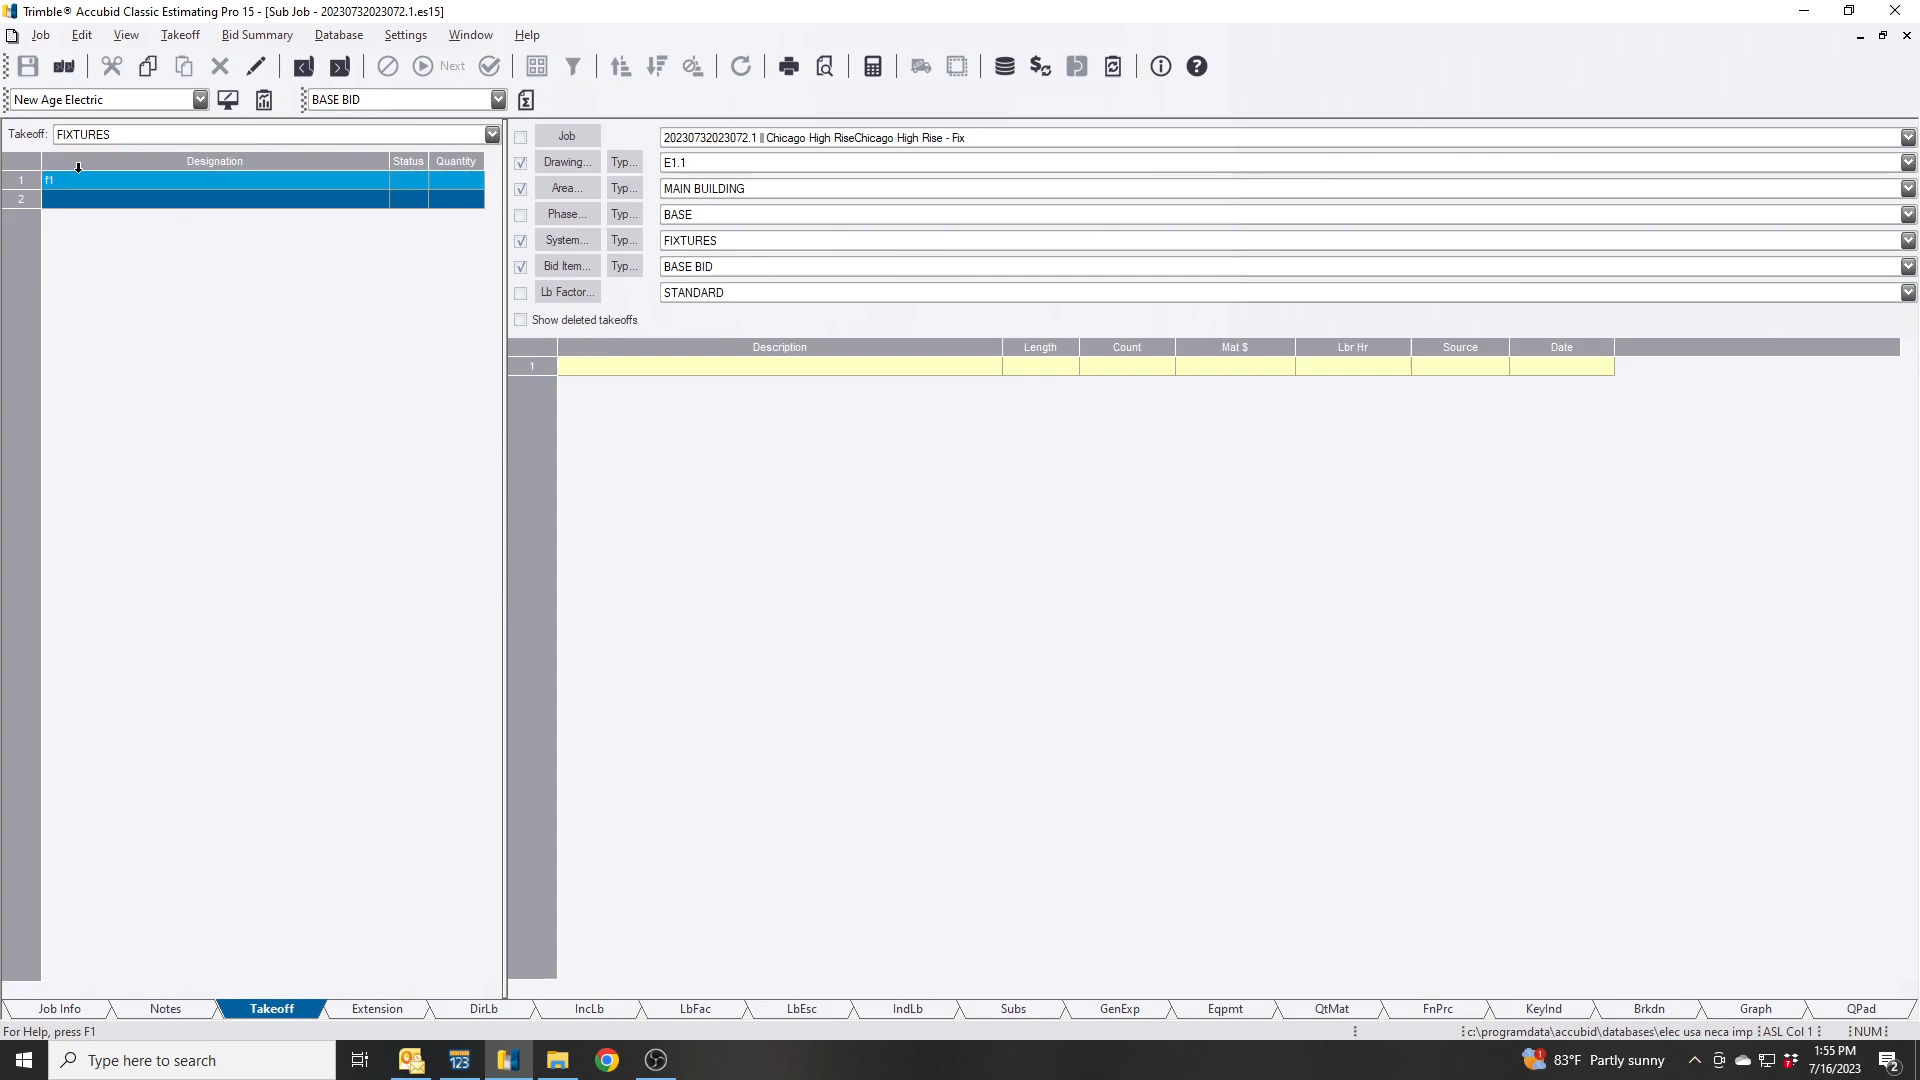 Trimble® Accubid Classic Estimating Pro 15 - [Sub Job - 20230732023072.1.es15]
Job Edit View Takeoff Bid Summary Database Settings Window Help
Next
New Age Electric BASE BID
Takeoff: FIXTURES
Designation Status Quantity
1 f1
2
Job 20230732023072.1 || Chicago High RiseChicago High Rise - Fix
Drawing... Typ... E1.1
Area... Typ... MAIN BUILDING
Phase... Typ... BASE
System... Typ... FIXTURES
Bid Item... Typ... BASE BID
Lb Factor... STANDARD
Show deleted takeoffs
Description Length Count Mat $ Lbr Hr Source Date
1
Job Info Notes Takeoff Extension DirLb IncLb LbFac LbEsc IndLb Subs GenExp Eqpmt QtMat FnPrc KeyInd Brkdn Graph QPad
For Help, press F1 c:\programdata\accubid\databases\elec usa neca imp ASL Col 1 NUM
Type here to search 123 83°F Partly sunny 1:55 PM
7/16/2023 2